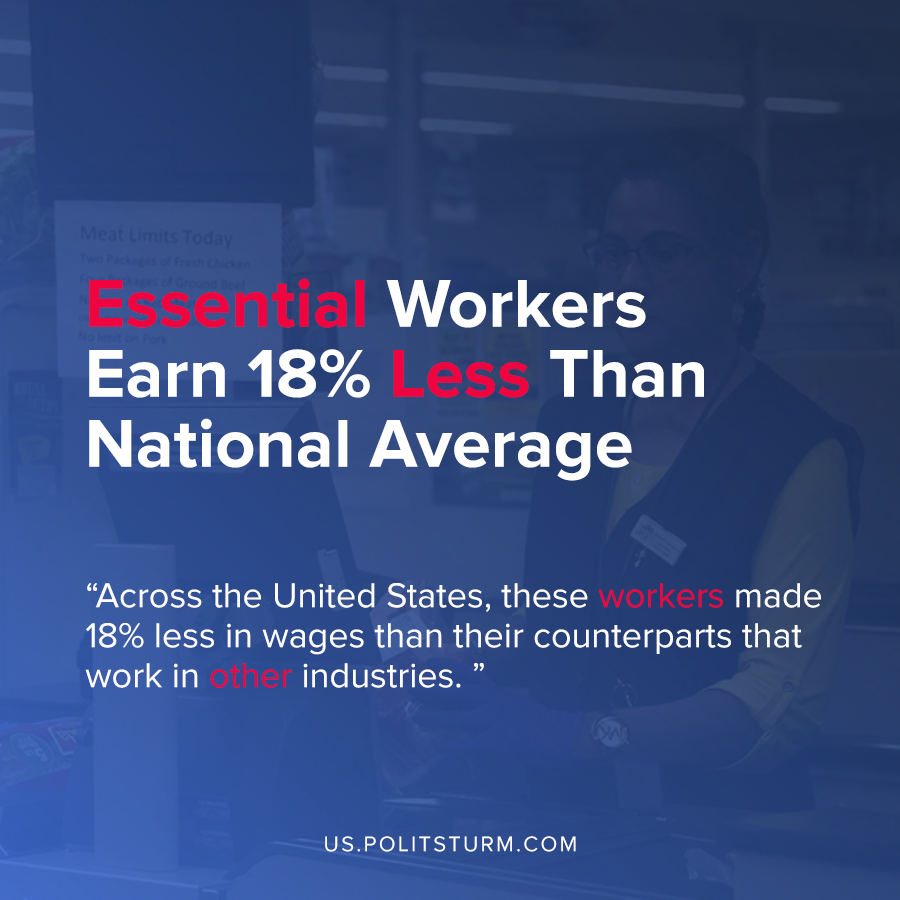 Meat Limits Today
Two Packages of Fresh Chicken
Four Packages of Ground Beef
No limit on Pork
Essential Workers
Earn 18% Less Than
National Average
“Across the United States, these workers made
18% less in wages than their counterparts that
work in other industries. ”
US.POLITSTURM.COM